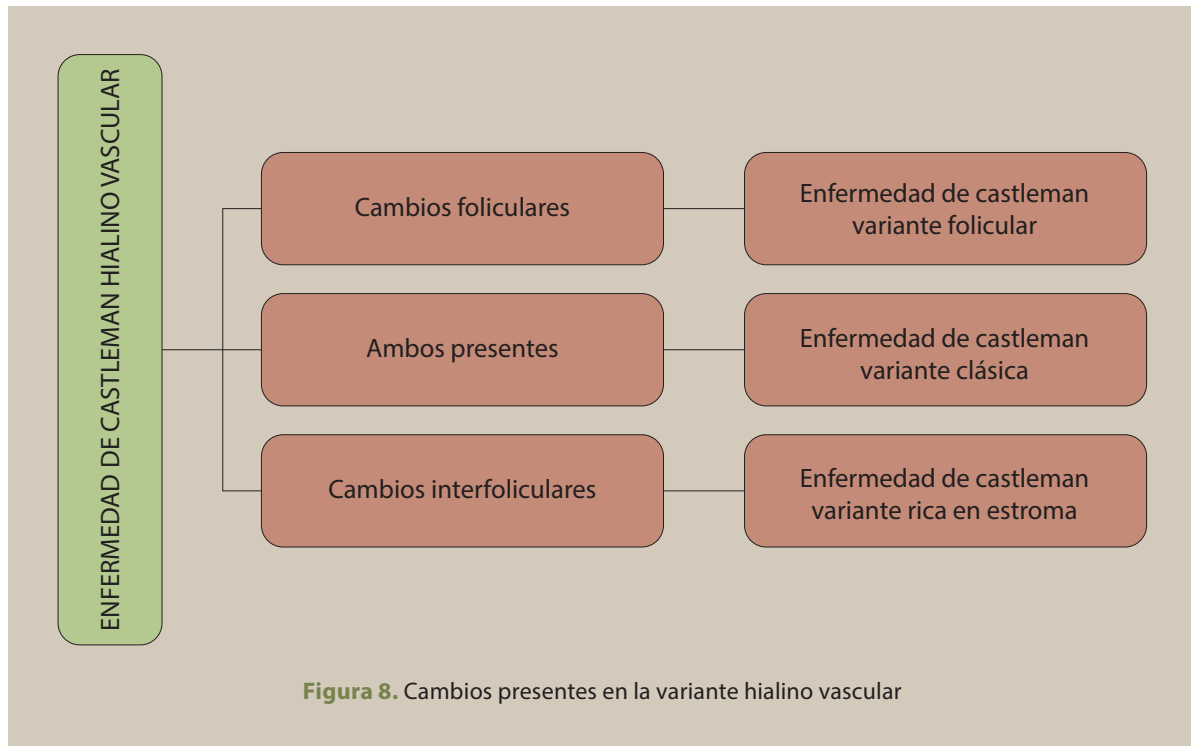 ENFERMEDAD DE CASTLEMAN HIALINO VASCULAR
Cambios foliculares
Enfermedad de castleman
variante folicular
Ambos presentes
Enfermedad de castleman
variante clásica
Cambios interfoliculares
Enfermedad de castleman
variante rica en estroma
Figura 8. Cambios presentes en la variante hialino vascular